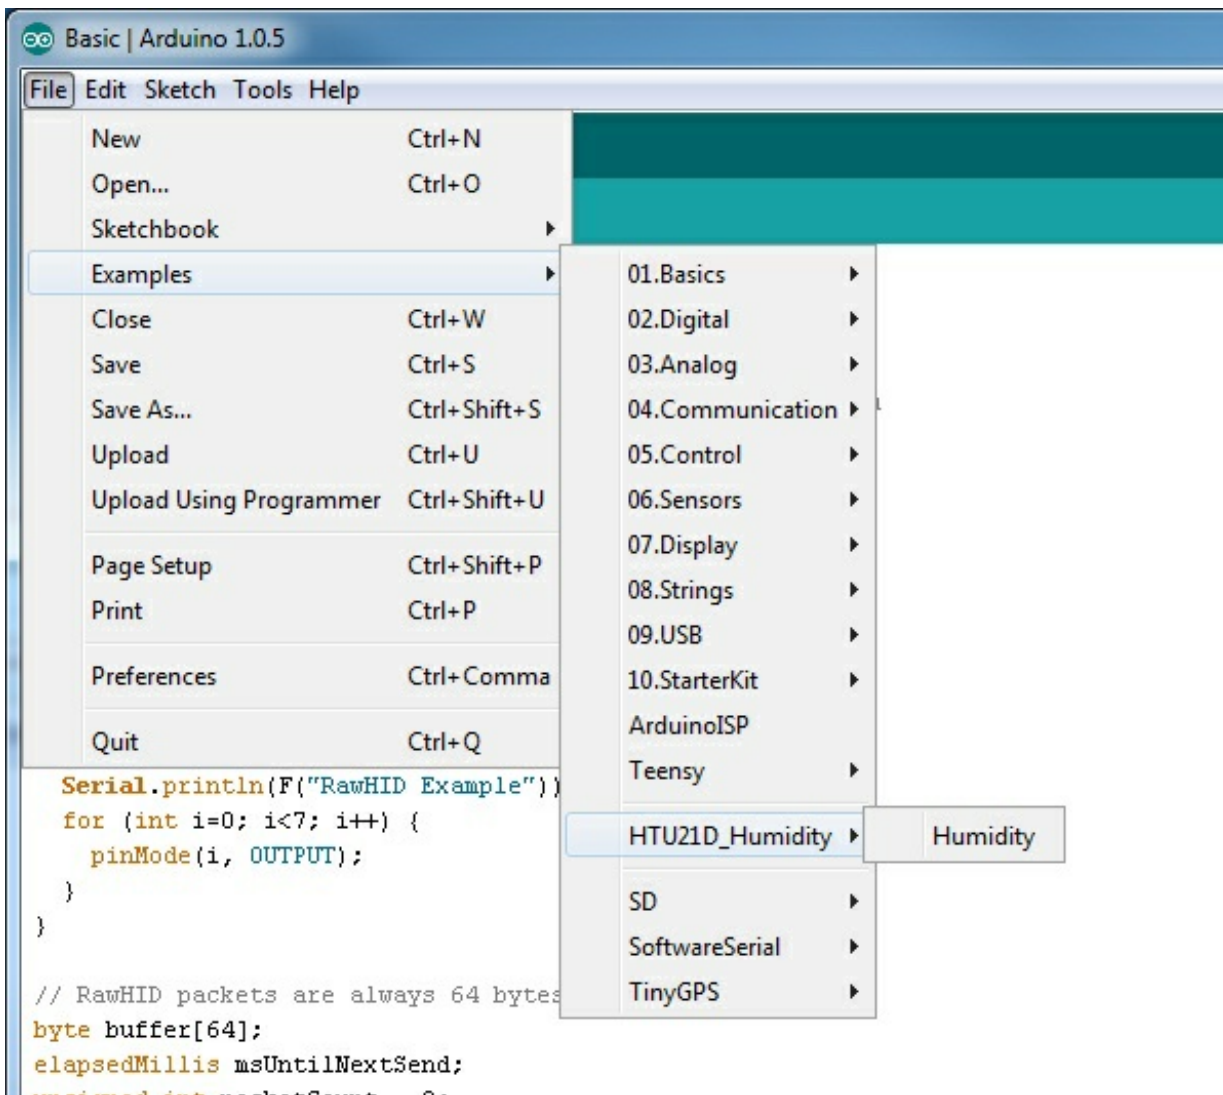 Basic | Arduino 1.0.5
File Edit Sketch Tools Help
New Ctrl+N
Open... Ctrl+O
Sketchbook
Examples
Close Ctrl+W
Save Ctrl+S
Save As... Ctrl+Shift+S
Upload Ctrl+U
Upload Using Programmer Ctrl+Shift+U
Page Setup Ctrl+Shift+P
Print Ctrl+P
Preferences Ctrl+Comma
Quit Ctrl+Q
01.Basics
02.Digital
03.Analog
04.Communication
05.Control
06.Sensors
07.Display
08.Strings
09.USB
10.StarterKit
ArduinoISP
Teensy
HTU21D_Humidity
Humidity
SD
SoftwareSerial
TinyGPS
Serial.println(F("RawHID Example"))
for (int i=0; i<7; i++) {
pinMode(i, OUTPUT);
}
}
// RawHID packets are always 64 bytes
byte buffer[64];
elapsedMillis msUntilNextSend;